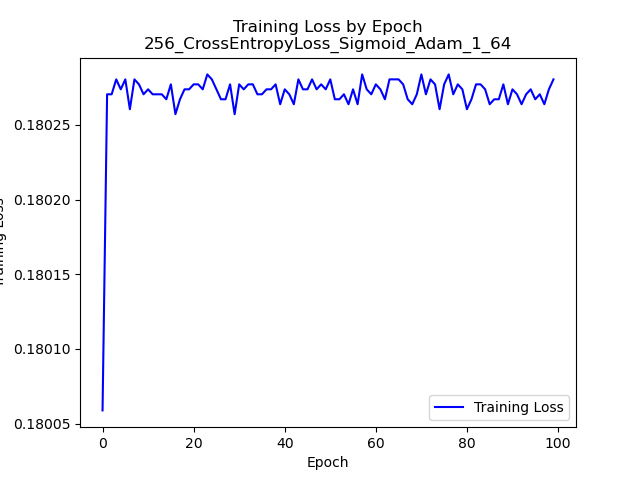 Training Loss by Epoch
256_CrossEntropyLoss_Sigmoid_Adam_1_64
0.18025
0.18020
0.18015
0.18010
0.18005
0
20
40
60
80
100
Epoch
Training Loss